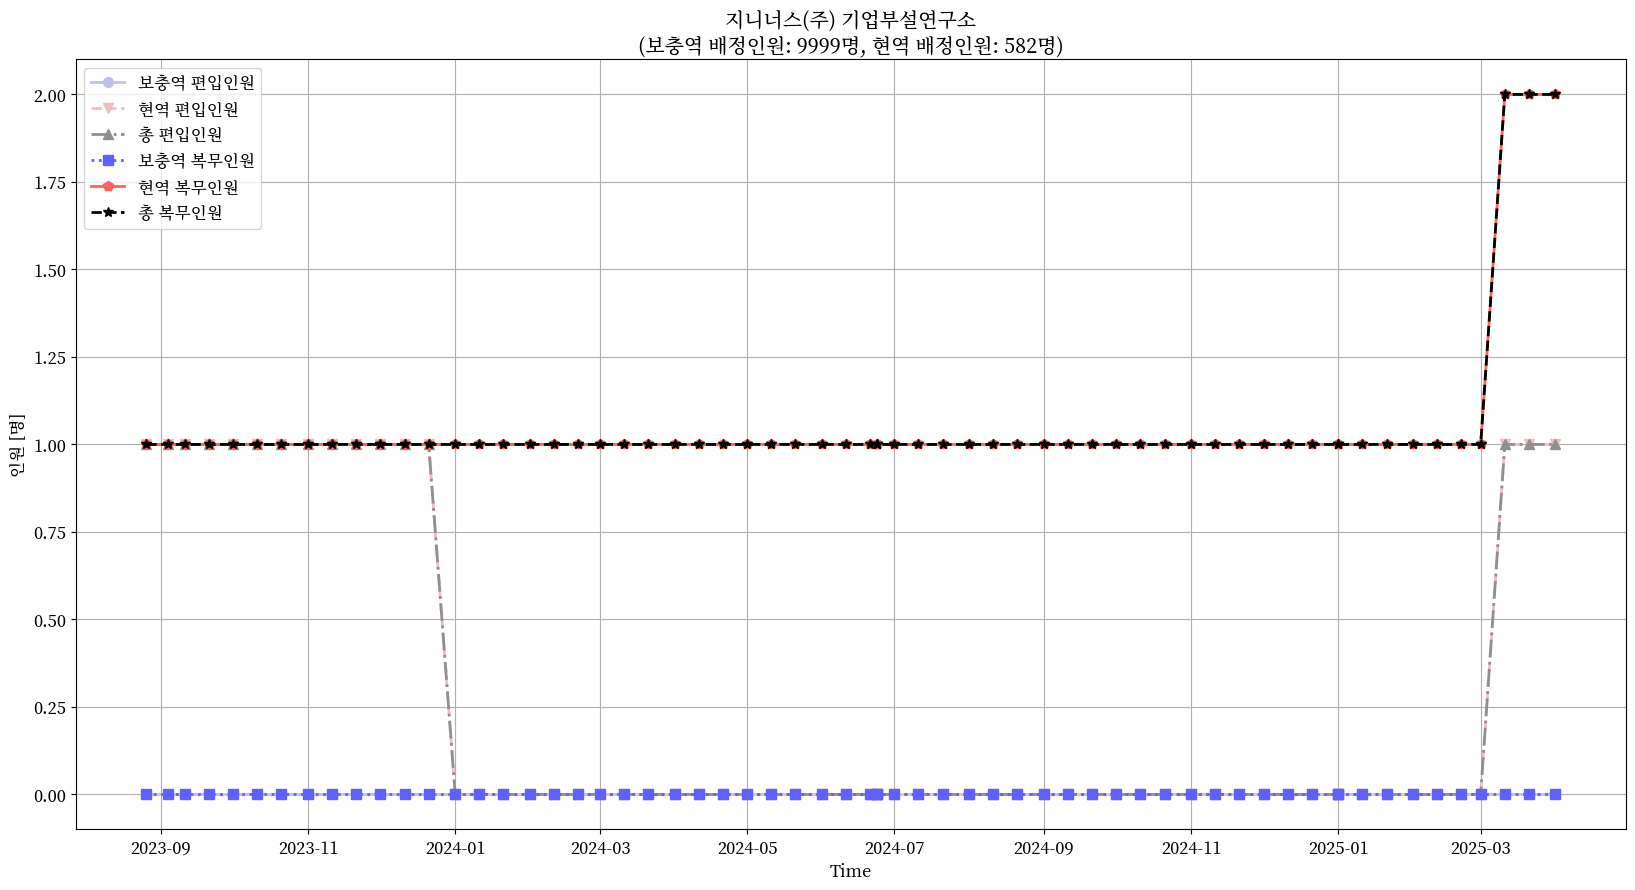 지니너스(주) 기업부설연구소
(보충역 배정인원: 9999명, 현역 배정인원: 582명)
보충역 편입인원
현역 편입인원
총 편입인원
보충역 복무인원
현역 복무인원
총 복무인원
2.00
1.75
1.50
1.25
1.00
0.75
0.50
0.25
0.00
인원 [명]
2023-09 2023-11 2024-01 2024-03 2024-05 2024-07 2024-09 2024-11 2025-01 2025-03
Time